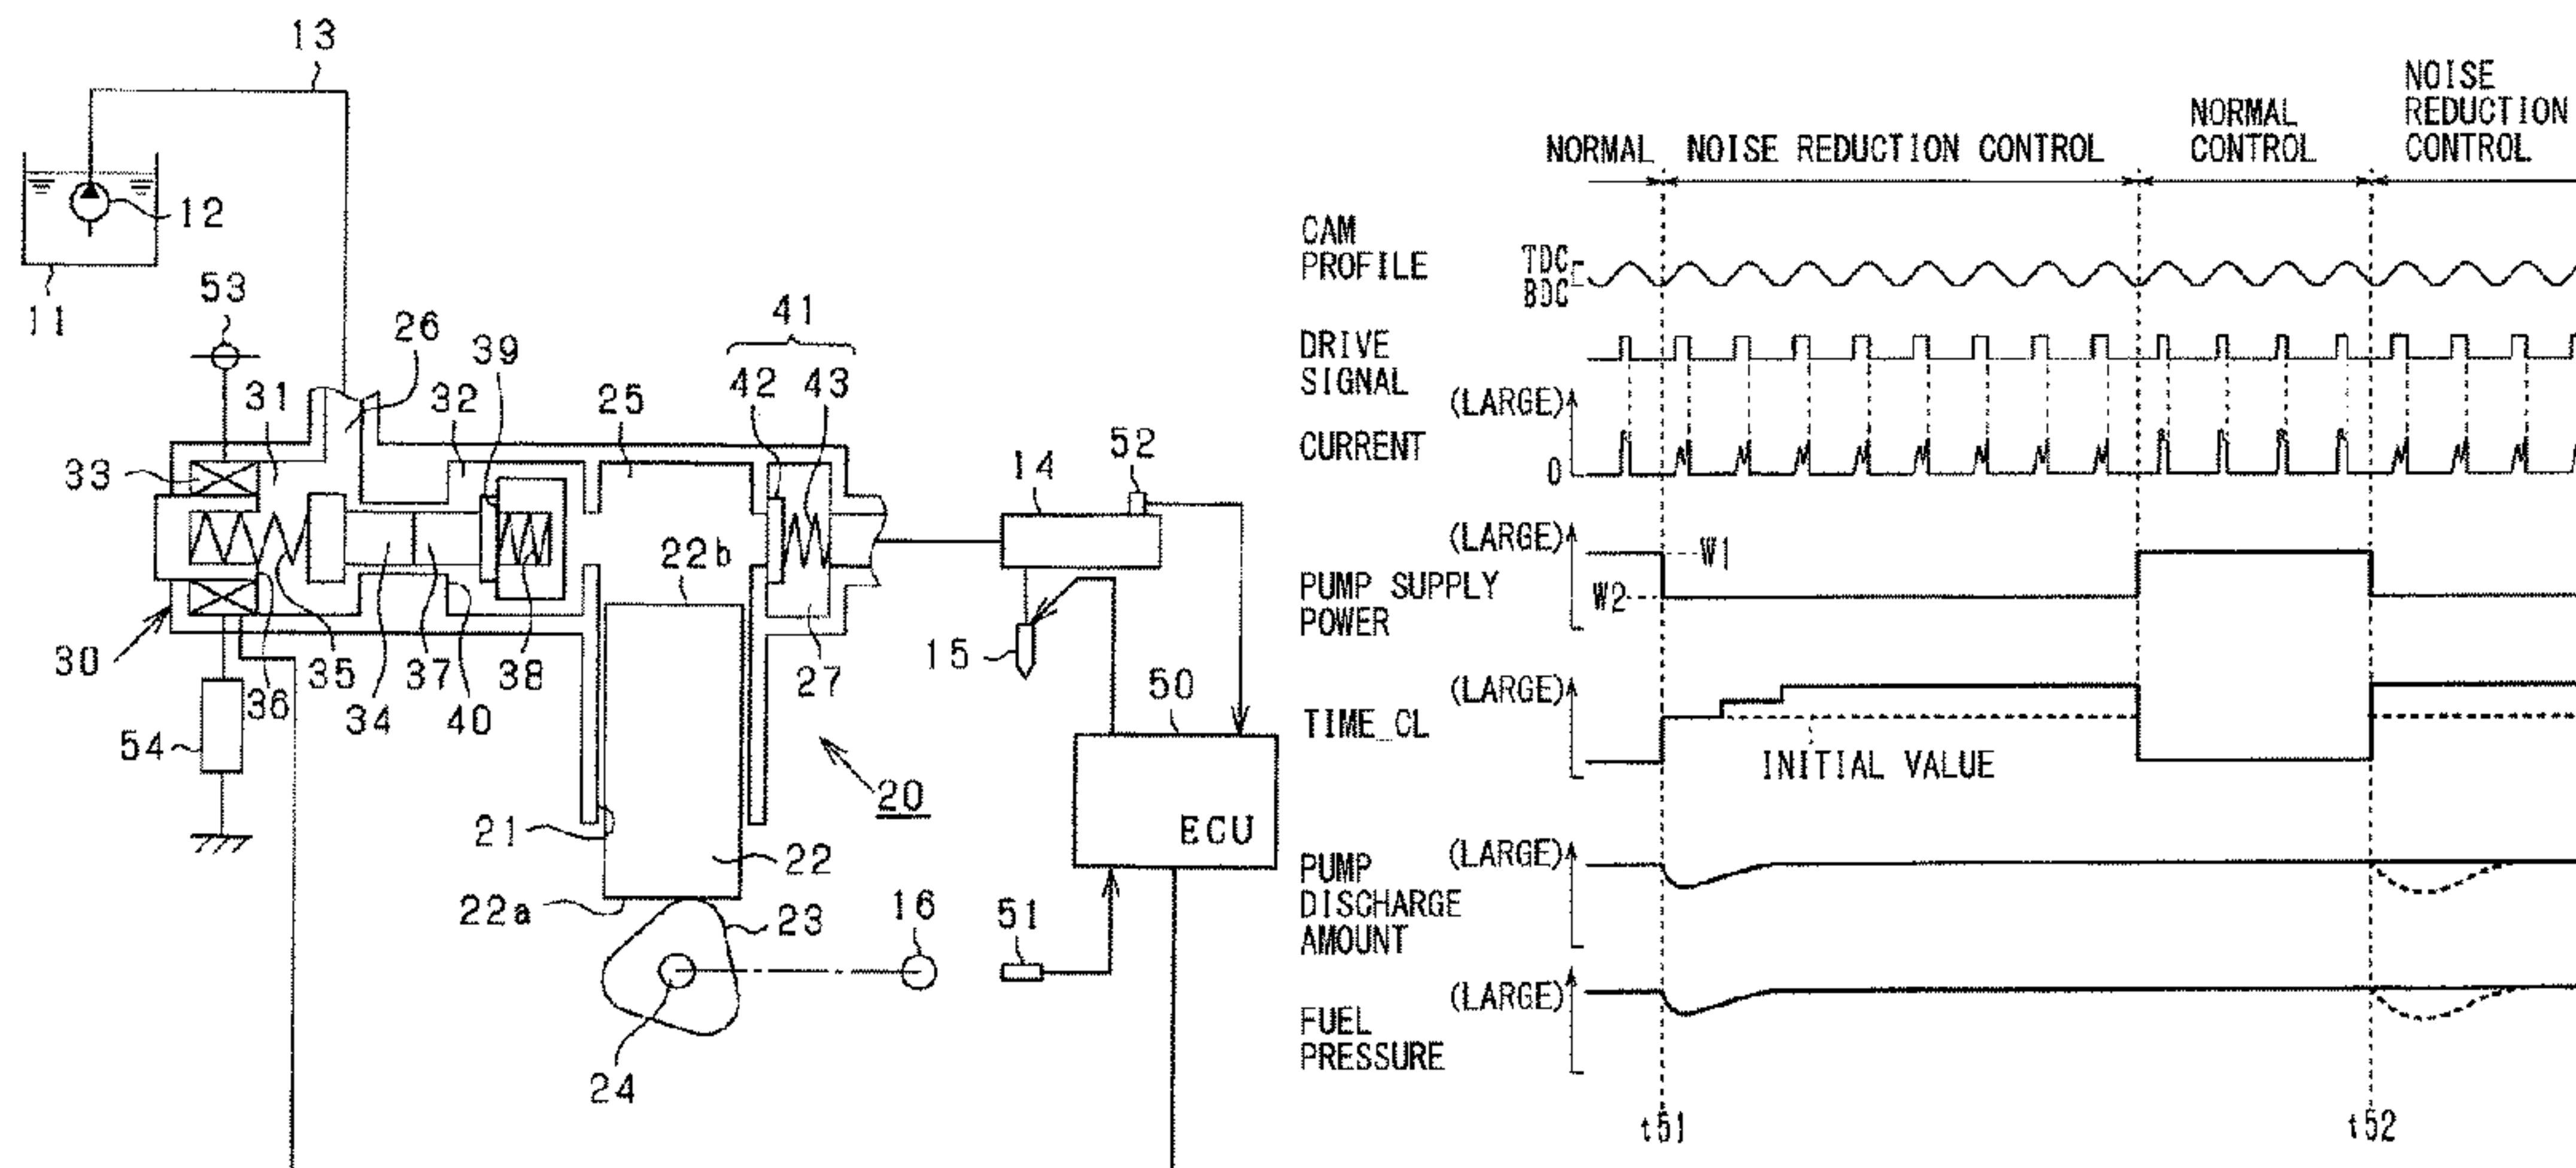 13
12
11
53
26
39
41
42
43
31
32
25
33
14
52
22b
30
36
35
34
37
40
38
27
15
50
54
20
21
22
ECU
22a
23
16
51
24
NORMAL
NOISE REDUCTION CONTROL
NORMAL
CONTROL
NOISE
REDUCTION
CONTROL
CAM
PROFILE
TDC
BDC
DRIVE
SIGNAL
(LARGE)
CURRENT
0
(LARGE)
W1
PUMP SUPPLY
POWER
W2
(LARGE)
TIME_CL
INITIAL VALUE
PUMP
DISCHARGE
AMOUNT
(LARGE)
(LARGE)
FUEL
PRESSURE
t51
t52